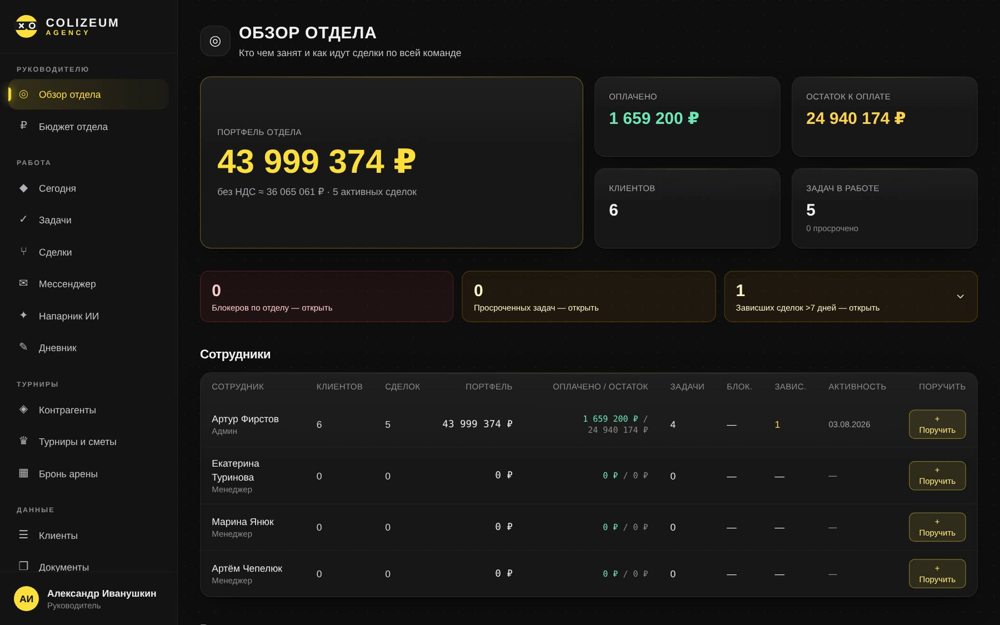 COLIZEUM
AGENCY
РУКОВОДИТЕЛЮ
Обзор отдела
₽ Бюджет отдела
РАБОТА
Сегодня
Задачи
Сделки
Мессенджер
Напарник ИИ
Дневник
ТУРНИРЫ
Контрагенты
Турниры и сметы
Бронь арены
ДАННЫЕ
Клиенты
Документы
АИ
Александр Иванушкин
Руководитель
ОБЗОР ОТДЕЛА
Кто чем занят и как идут сделки по всей команде
ПОРТФЕЛЬ ОТДЕЛА
43 999 374 ₽
без НДС ≈ 36 065 061 ₽ · 5 активных сделок
ОПЛАЧЕНО
1 659 200 ₽
ОСТАТОК К ОПЛАТЕ
24 940 174 ₽
КЛИЕНТОВ
6
ЗАДАЧ В РАБОТЕ
5
0 просрочено
0
Блокеров по отделу — открыть
0
Просроченных задач — открыть
1
Зависших сделок >7 дней — открыть
Сотрудники
СОТРУДНИК КЛИЕНТОВ СДЕЛОК ПОРТФЕЛЬ ОПЛАЧЕНО / ОСТАТОК ЗАДАЧИ БЛОК. ЗАВИС. АКТИВНОСТЬ ПОРУЧИТЬ
Артур Фирстов
Админ
6 5 43 999 374 ₽
1 659 200 ₽ /
24 940 174 ₽
4 — 1 03.08.2026
+
Поручить
Екатерина
Туринова
Менеджер
0 0 0 ₽ 0 ₽ / 0 ₽ 0 — — —
+
Поручить
Марина Янюк
Менеджер
0 0 0 ₽ 0 ₽ / 0 ₽ 0 — — —
+
Поручить
Артём Чепелюк
Менеджер
0 0 0 ₽ 0 ₽ / 0 ₽ 0 — — —
+
Поручить